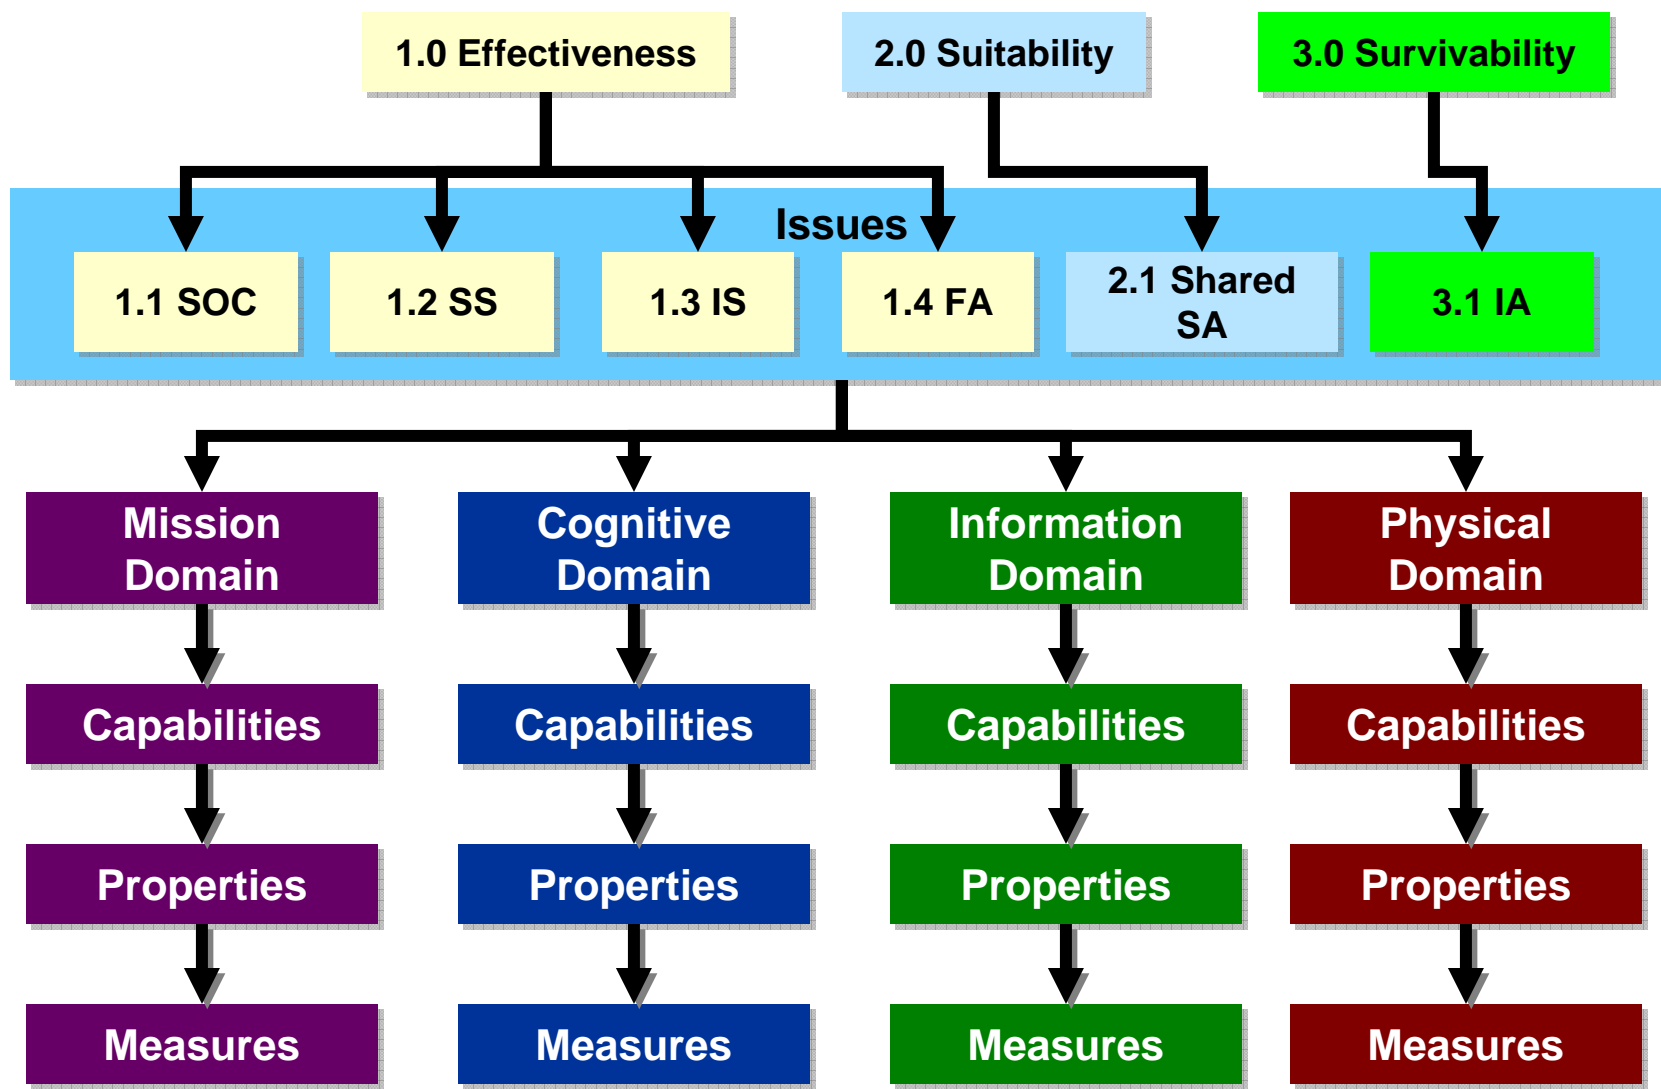 1.0 Effectiveness
2.0 Suitability
3.0 Survivability
Issues
1.1 SOC
1.2 SS
1.3 IS
1.4 FA
2.1 Shared
SA
3.1 IA
Mission
Domain
Cognitive
Domain
Information
Domain
Physical
Domain
Capabilities
Capabilities
Capabilities
Capabilities
Properties
Properties
Properties
Properties
Measures
Measures
Measures
Measures